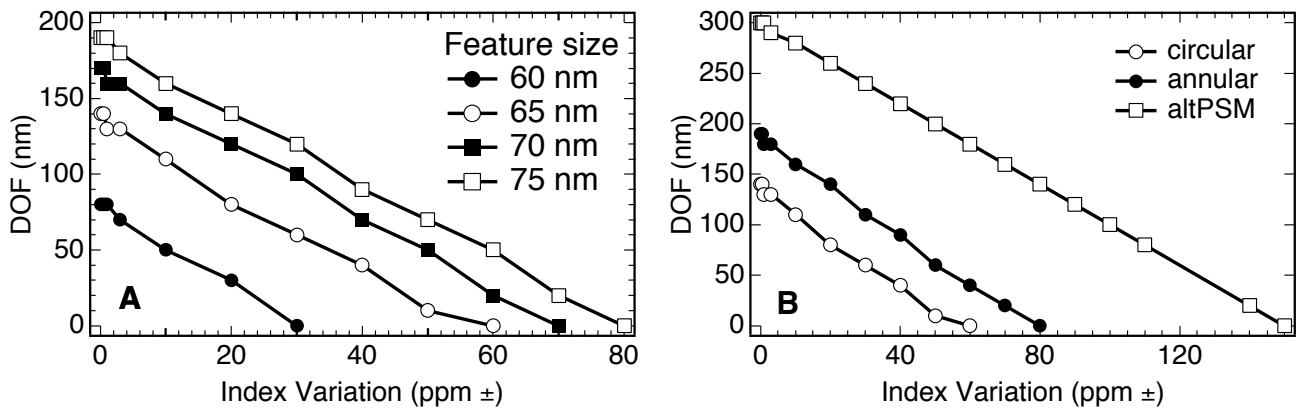 200
150
100
50
0
DOF (nm)
Feature size
60 nm
65 nm
70 nm
75 nm
A
0 20 40 60 80
Index Variation (ppm ±)
300
250
200
150
100
50
0
DOF (nm)
circular
annular
altPSM
B
0 40 80 120
Index Variation (ppm ±)